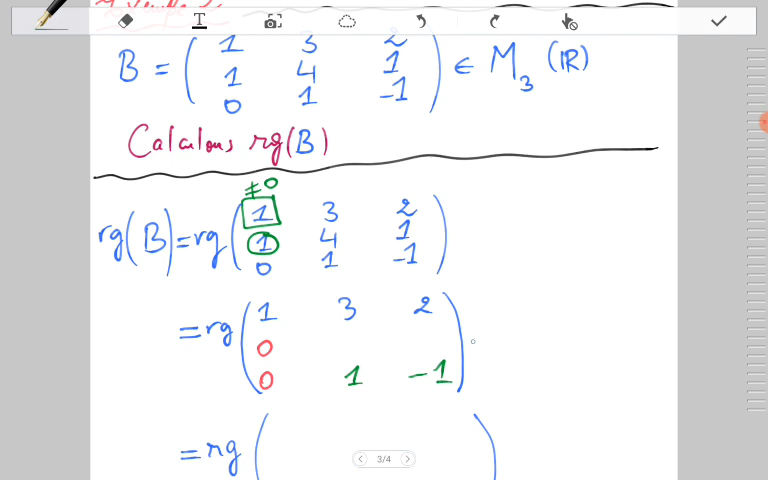 T
B = ( 1 3 2
1 4 1
0 1 -1 ) ∈ M₃ (IR)
Calculons rg(B)
≠0
rg(B)=rg( 1 3 2
1 4 1
0 1 -1 )
=rg( 1 3 2
0
0 1 -1 )
=rg( )
3/4